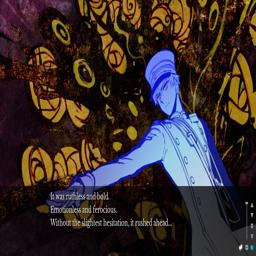 It was ruthless and bold.
Emotionless and ferocious.
Without the slightest hesitation, it rushed ahead...